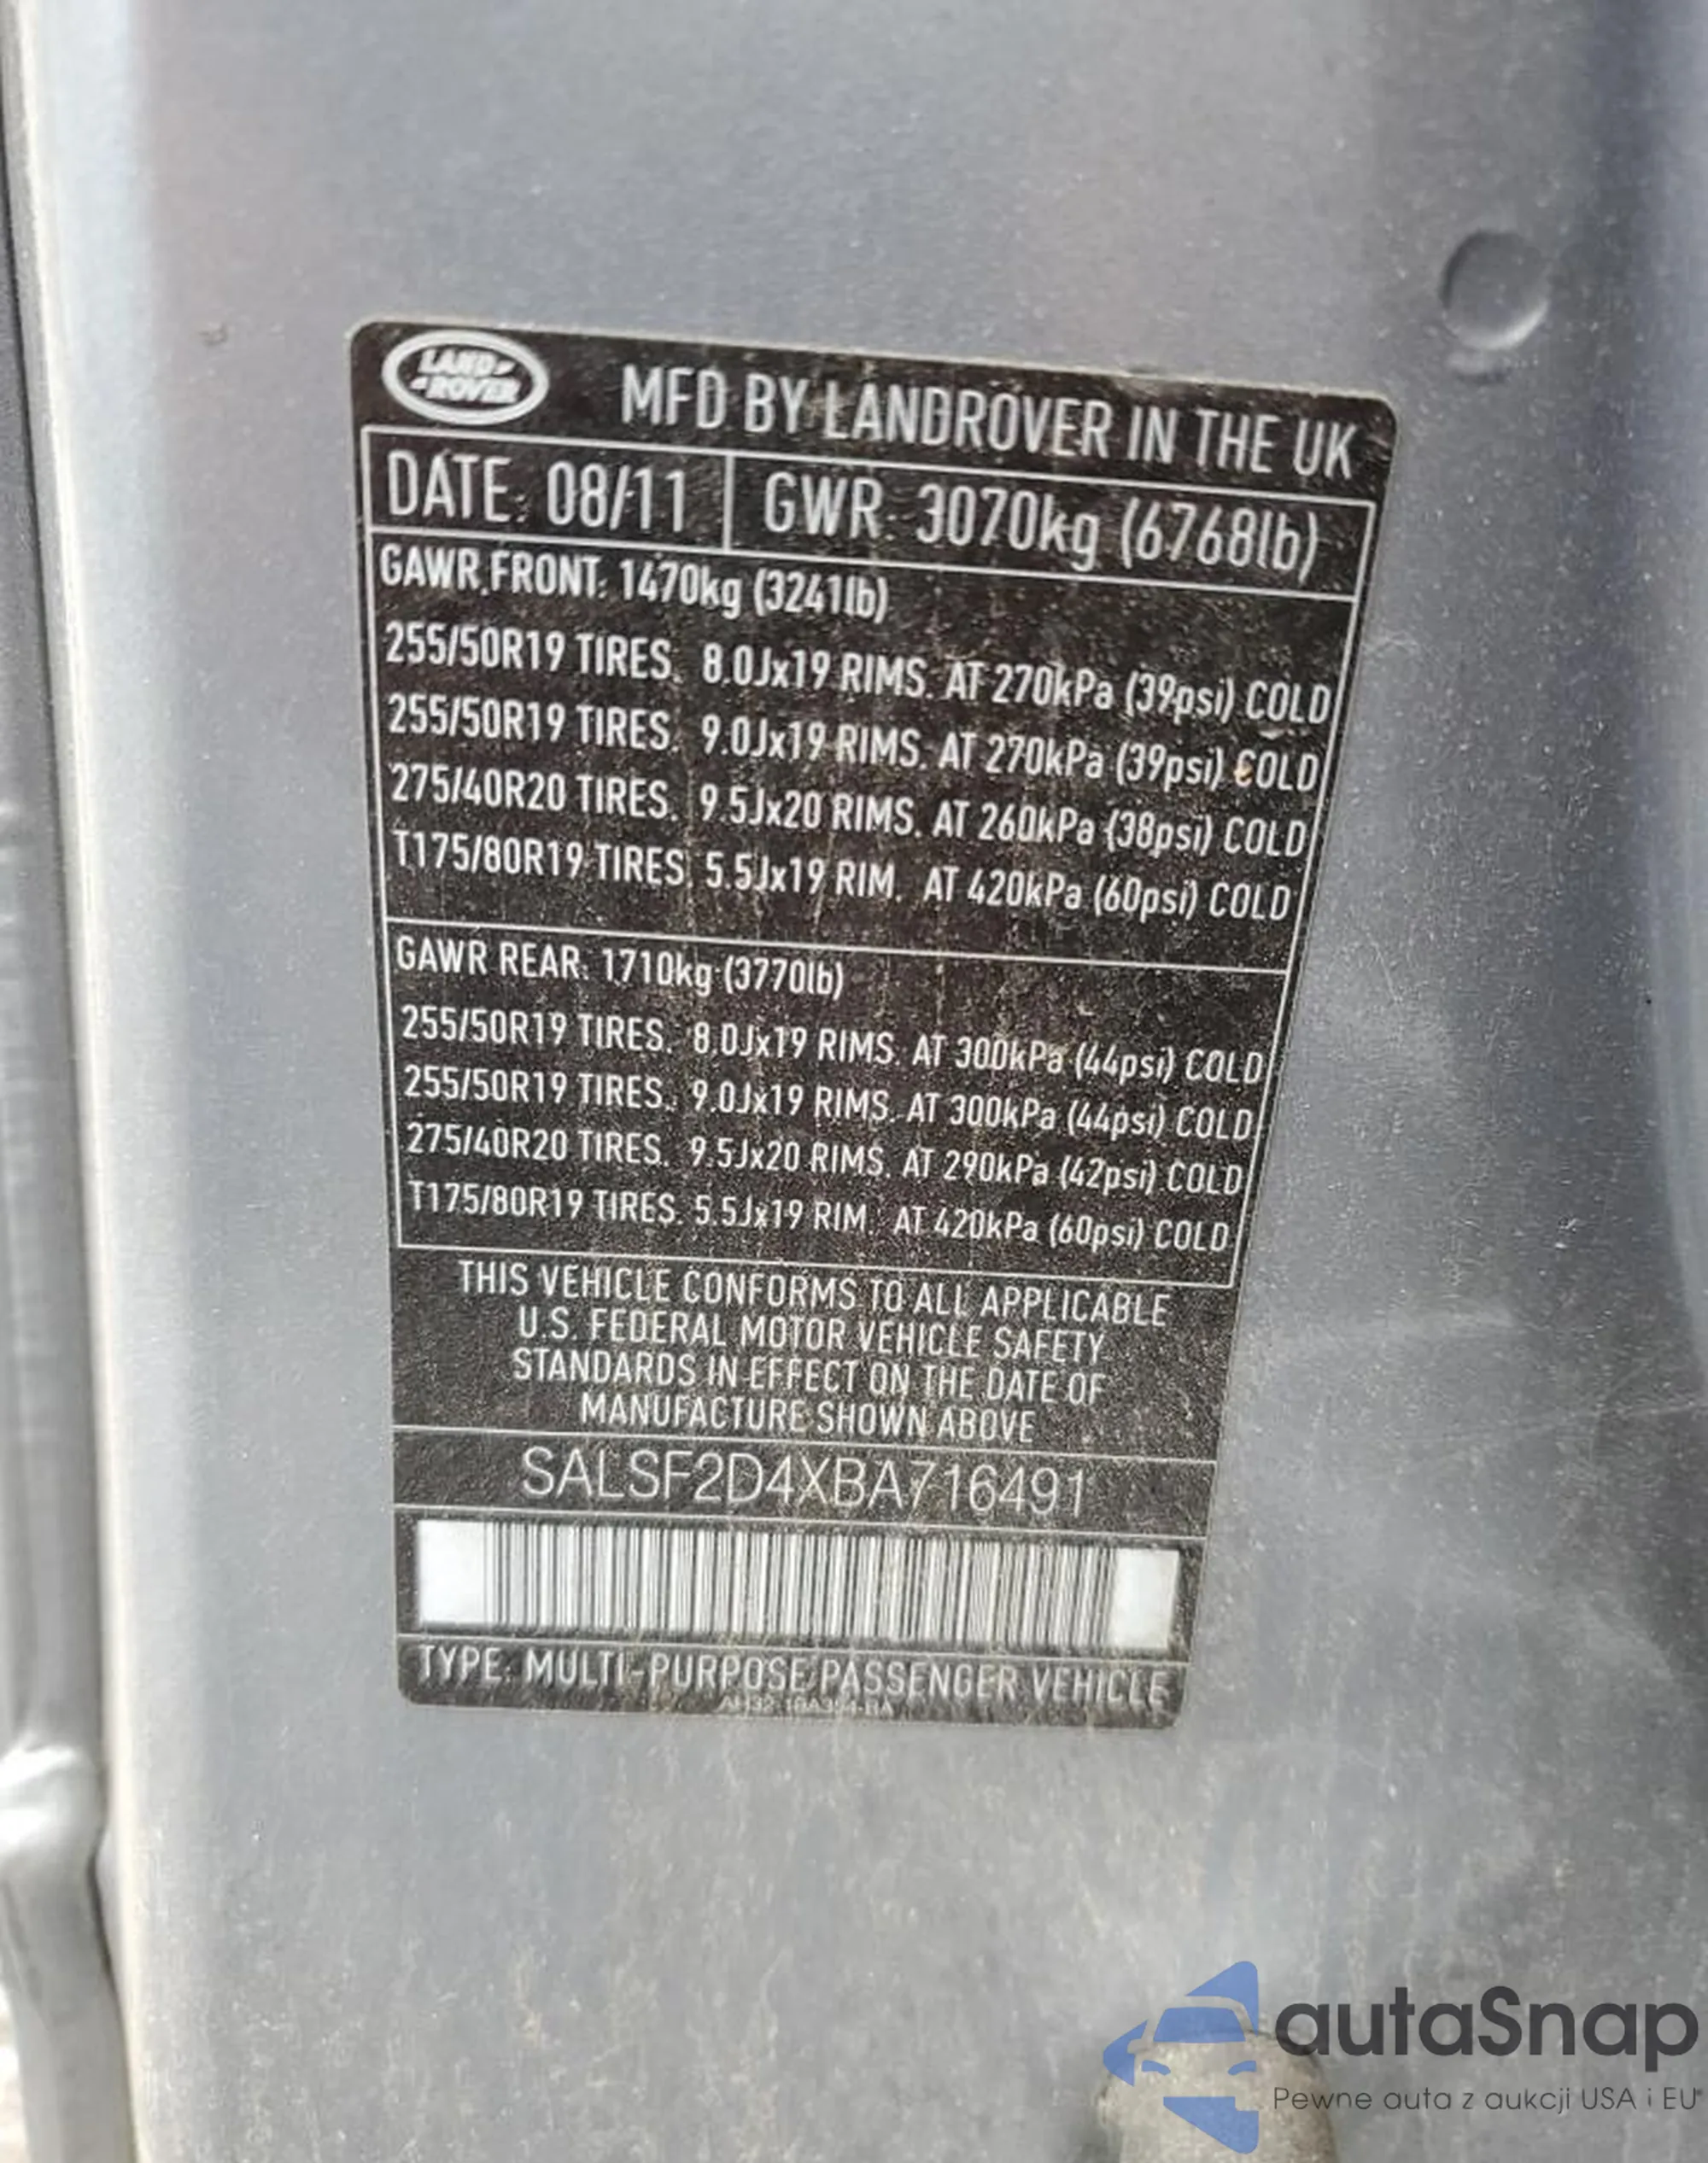 LAND ROVER
MFD BY LANDROVER IN THE UK
DATE: 08/11 GWR: 3070kg (6768lb)
GAWR FRONT: 1470kg (3241lb)
255/50R19 TIRES. 8.0Jx19 RIMS. AT 270kPa (39psi) COLD
255/50R19 TIRES. 9.0Jx19 RIMS. AT 270kPa (39psi) COLD
275/40R20 TIRES. 9.5Jx20 RIMS. AT 260kPa (38psi) COLD
T175/80R19 TIRES. 5.5Jx19 RIM. AT 420kPa (60psi) COLD
GAWR REAR: 1710kg (3770lb)
255/50R19 TIRES. 8.0Jx19 RIMS. AT 300kPa (44psi) COLD
255/50R19 TIRES. 9.0Jx19 RIMS. AT 300kPa (44psi) COLD
275/40R20 TIRES. 9.5Jx20 RIMS. AT 290kPa (42psi) COLD
T175/80R19 TIRES. 5.5Jx19 RIM. AT 420kPa (60psi) COLD
THIS VEHICLE CONFORMS TO ALL APPLICABLE
U.S. FEDERAL MOTOR VEHICLE SAFETY
STANDARDS IN EFFECT ON THE DATE OF
MANUFACTURE SHOWN ABOVE
SALSF2D4XBA716491
TYPE: MULTI-PURPOSE PASSENGER VEHICLE
autaSnap
Pewne auta z aukcji USA i EU